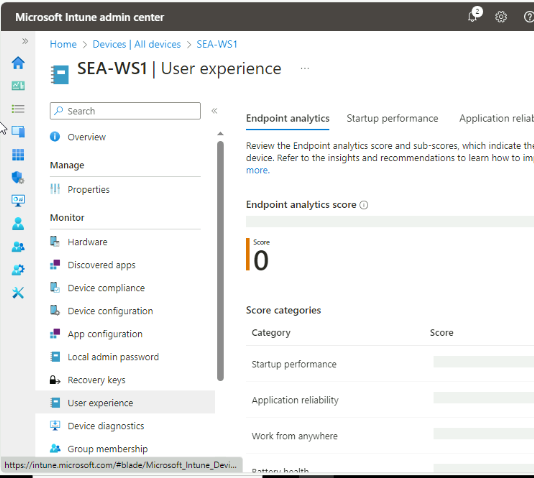 Microsoft Intune admin center
2
Home > Devices | All devices > SEA-WS1
SEA-WS1 | User experience
Search
Overview
Manage
Properties
Monitor
Hardware
Discovered apps
Device compliance
Device configuration
App configuration
Local admin password
Recovery keys
User experience
Device diagnostics
Group membership
https://intune.microsoft.com/#blade/Microsoft_Intune_Devi...
Endpoint analytics Startup performance Application reliab
Review the Endpoint analytics score and sub-scores, which indicate the
device. Refer to the insights and recommendations to learn how to im
more.
Endpoint analytics score
Score
0
Score categories
Category Score
Startup performance
Application reliability
Work from anywhere
Battery health